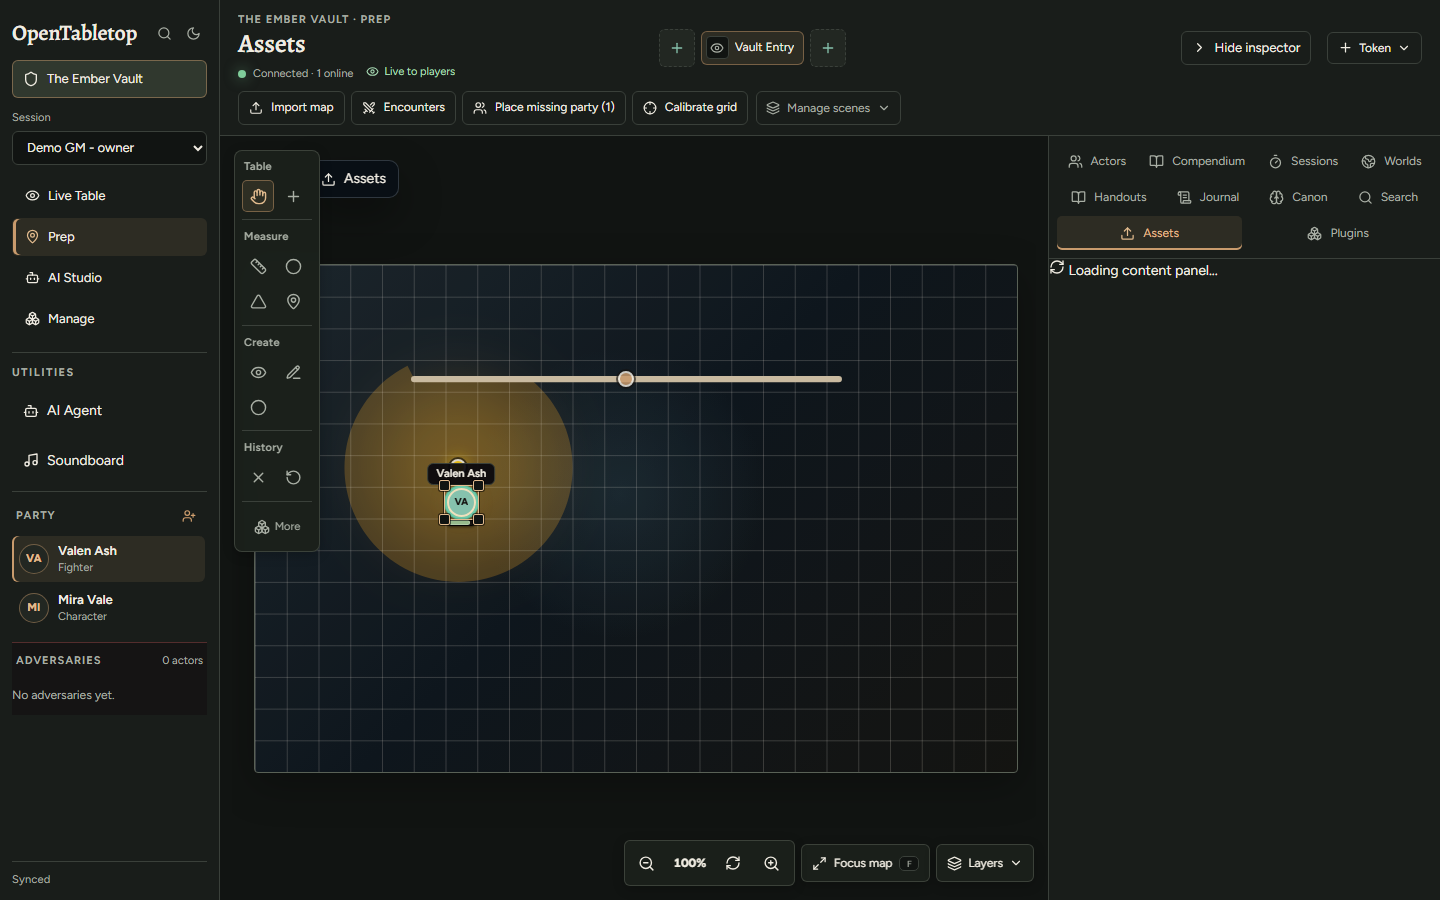 OpenTabletop
The Ember Vault
Session
Demo GM - owner
Live Table
Prep
AI Studio
Manage
UTILITIES
AI Agent
Soundboard
PARTY
VA
Valen Ash
Fighter
MI
Mira Vale
Character
ADVERSARIES
0 actors
No adversaries yet.
Synced
THE EMBER VAULT · PREP
Assets
Connected · 1 online
Live to players
Vault Entry
Hide inspector
Token
Import map
Encounters
Place missing party (1)
Calibrate grid
Manage scenes
Table
Assets
Measure
Create
History
More
Valen Ash
VA
100%
Focus map
F
Layers
Actors
Compendium
Sessions
Worlds
Handouts
Journal
Canon
Search
Assets
Plugins
Loading content panel...